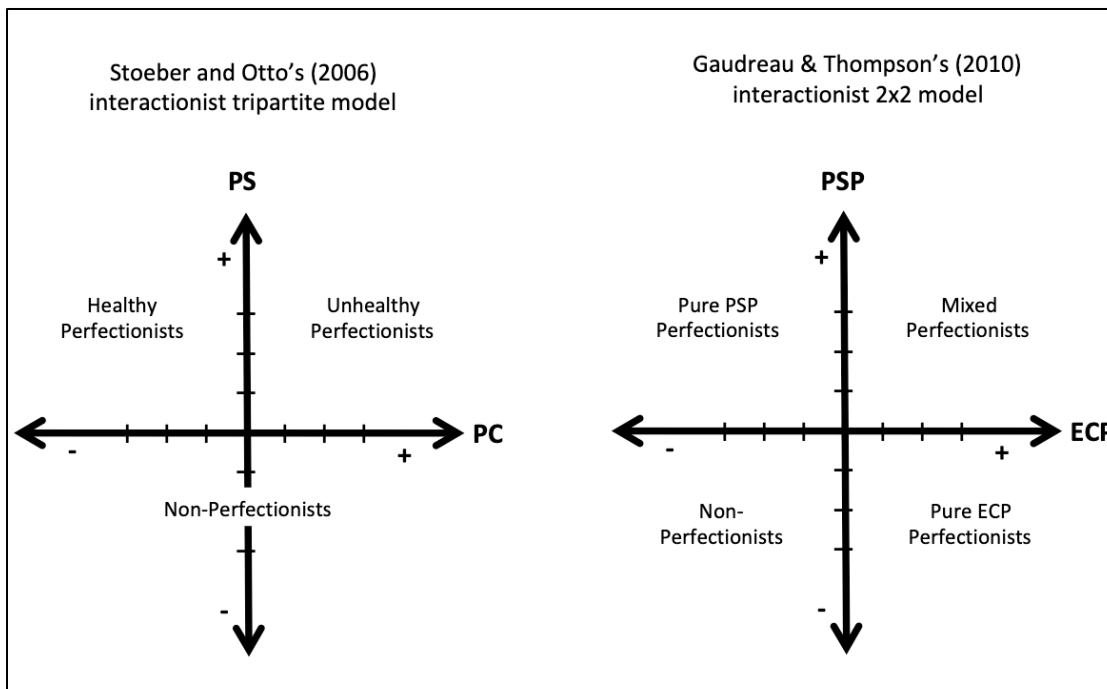 Stoeber and Otto's (2006)
interactionist tripartite model
PS
+
Healthy
Perfectionists
Unhealthy
Perfectionists
PC
-
+
Non-Perfectionists
-
Gaudreau & Thompson's (2010)
interactionist 2x2 model
PSP
+
Pure PSP
Perfectionists
Mixed
Perfectionists
ECP
-
+
Non-
Perfectionists
Pure ECP
Perfectionists
-